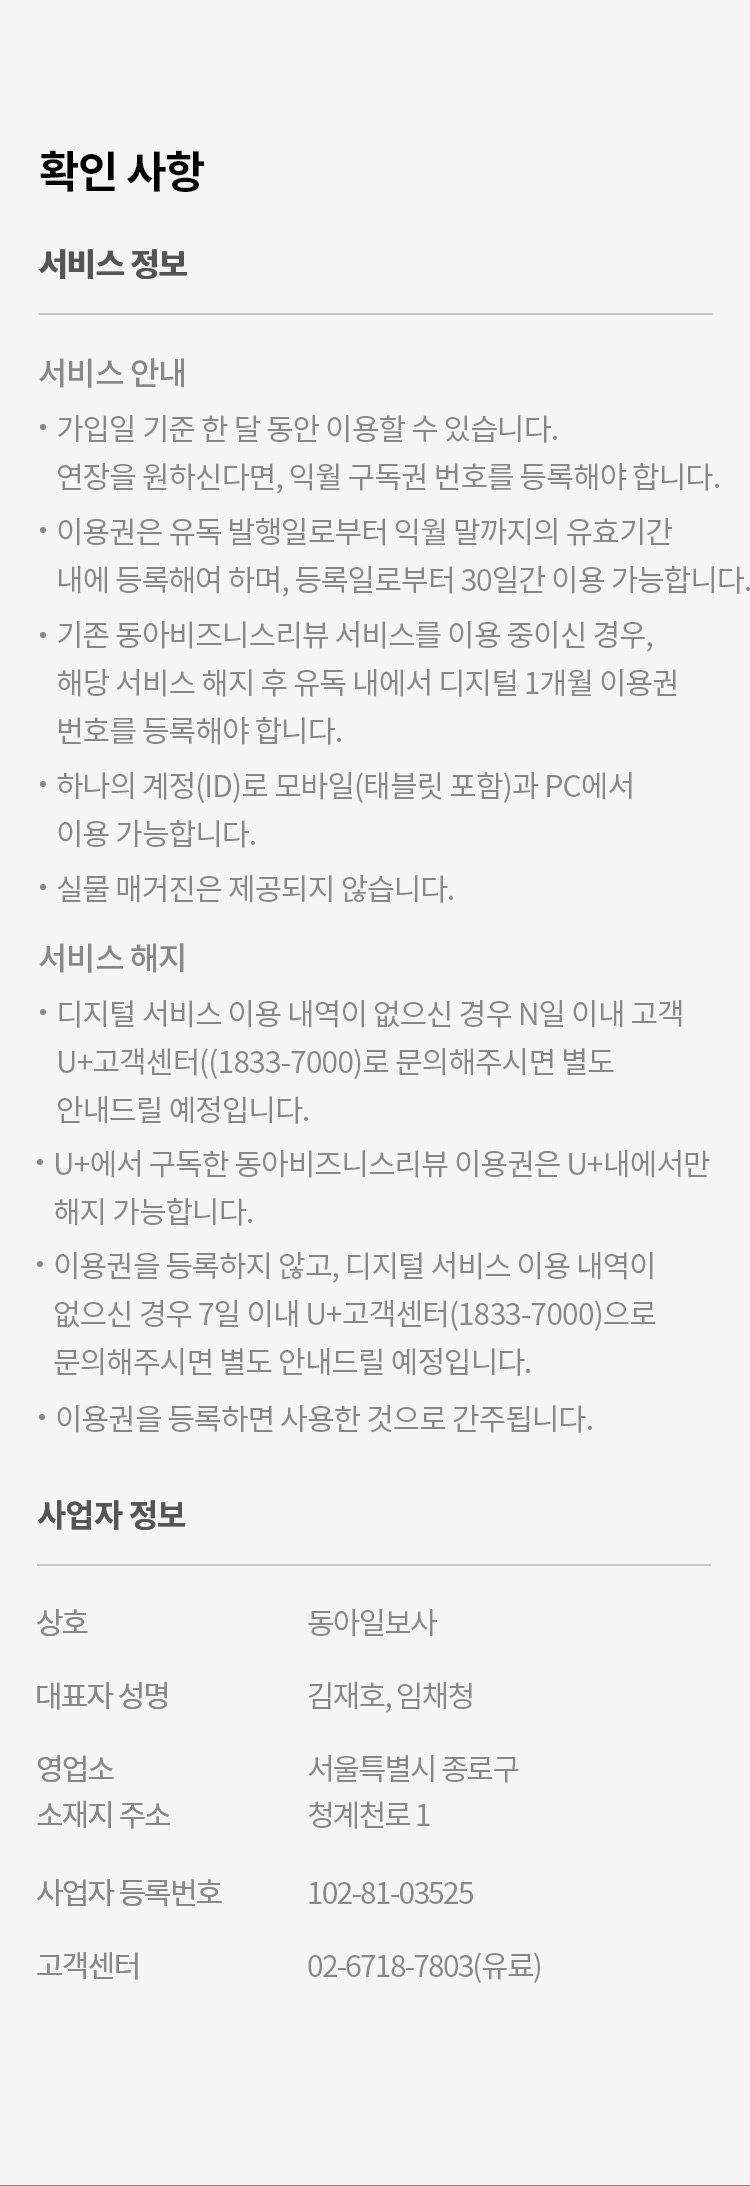 확인 사항
서비스 정보
서비스 안내
• 가입일 기준 한 달 동안 이용할 수 있습니다.
연장을 원하신다면, 익월 구독권 번호를 등록해야 합니다.
• 이용권은 유독 발행일로부터 익월 말까지의 유효기간
내에 등록해여 하며, 등록일로부터 30일간 이용 가능합니다.
• 기존 동아비즈니스리뷰 서비스를 이용 중이신 경우,
해당 서비스 해지 후 유독 내에서 디지털 1개월 이용권
번호를 등록해야 합니다.
• 하나의 계정(ID)로 모바일(태블릿 포함)과 PC에서
이용 가능합니다.
• 실물 매거진은 제공되지 않습니다.
서비스 해지
• 디지털 서비스 이용 내역이 없으신 경우 N일 이내 고객
U+고객센터((1833-7000)로 문의해주시면 별도
안내드릴 예정입니다.
• U+에서 구독한 동아비즈니스리뷰 이용권은 U+내에서만
해지 가능합니다.
• 이용권을 등록하지 않고, 디지털 서비스 이용 내역이
없으신 경우 7일 이내 U+고객센터(1833-7000)으로
문의해주시면 별도 안내드릴 예정입니다.
• 이용권을 등록하면 사용한 것으로 간주됩니다.
사업자 정보
상호 동아일보사
대표자 성명 김재호, 임채청
영업소 서울특별시 종로구
소재지 주소 청계천로 1
사업자 등록번호 102-81-03525
고객센터 02-6718-7803(유료)